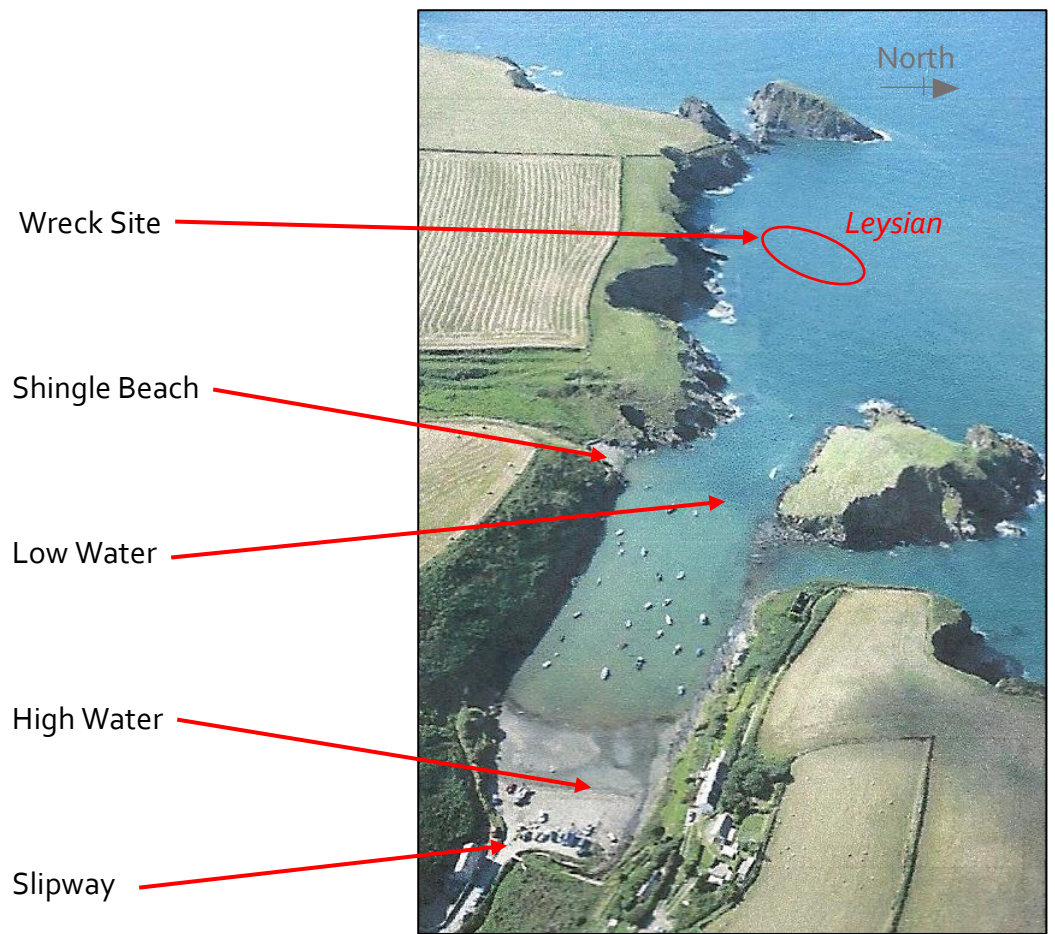 North
Wreck Site
Leysian
Shingle Beach
Low Water
High Water
Slipway